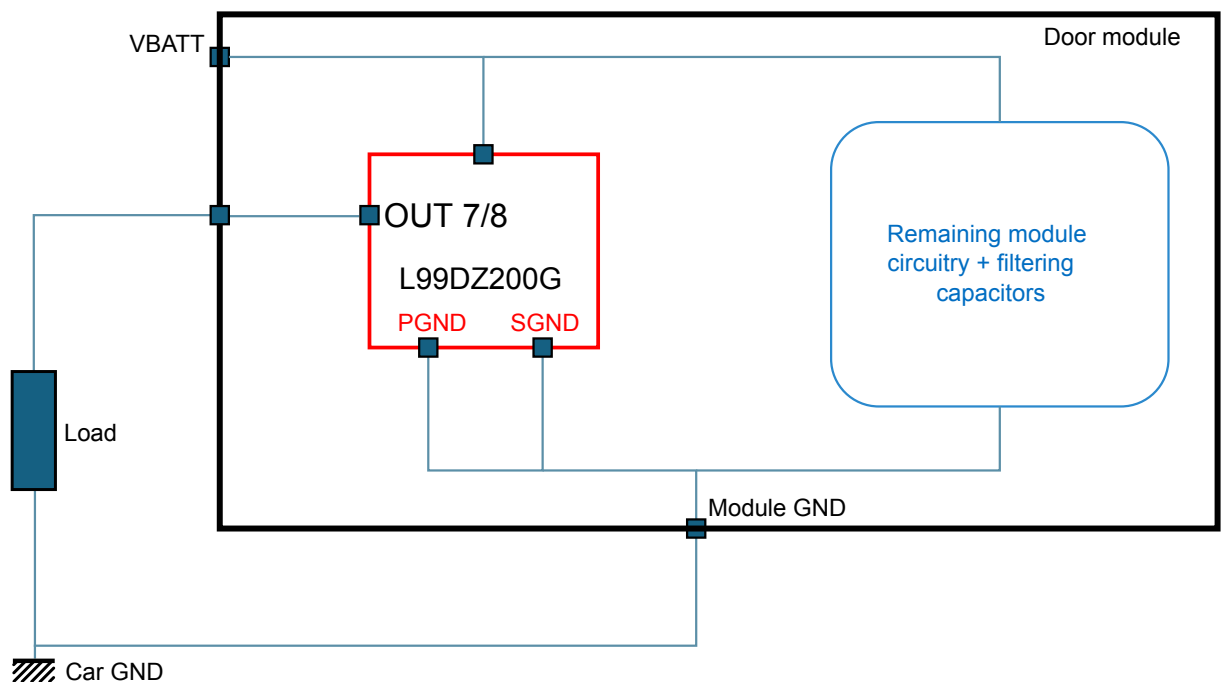 Door module
VBATT
OUT 7/8
L99DZ200G
PGND SGND
Remaining module
circuitry + filtering
capacitors
Load
Module GND
Car GND